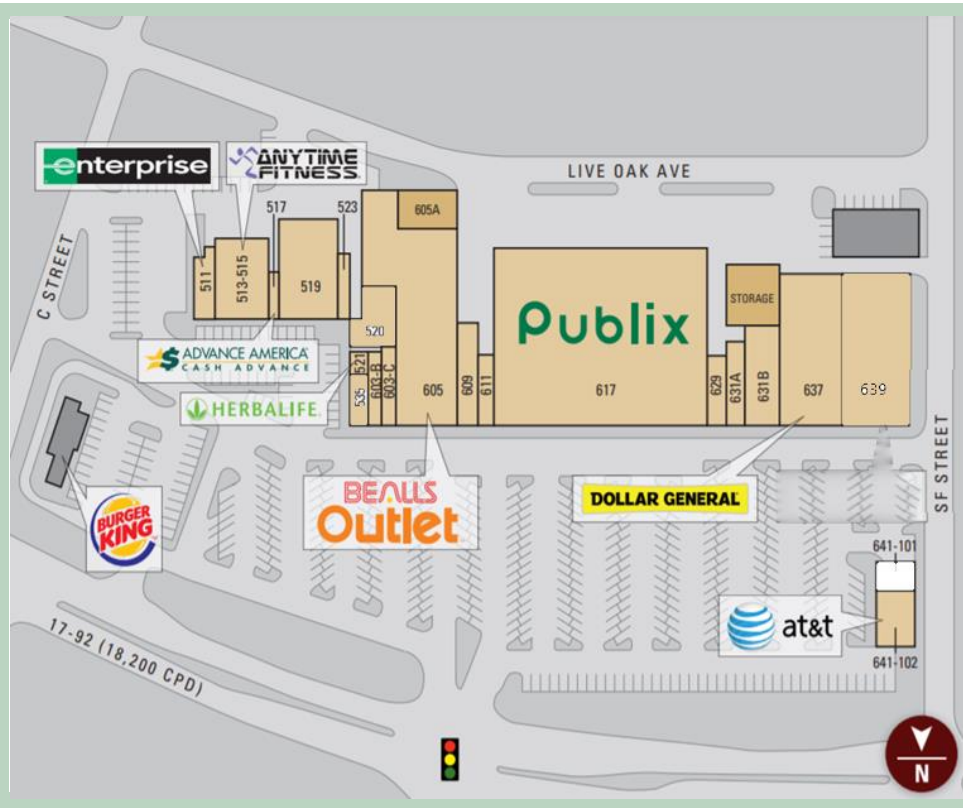 LIVE OAK AVE
enterprise
ANYTIME
FITNESS
517
523
605A
C STREET
511
513-515
519
STORAGE
520
Publix
ADVANCE AMERICA
CASH ADVANCE
HERBALIFE
521
535
603-B
603-C
605
609
611
617
629
631A
631B
637
639
SF STREET
BURGER
KING
BEALLS
Outlet
DOLLAR GENERAL
641-101
at&t
641-102
17-92 (18,200 CPD)
N